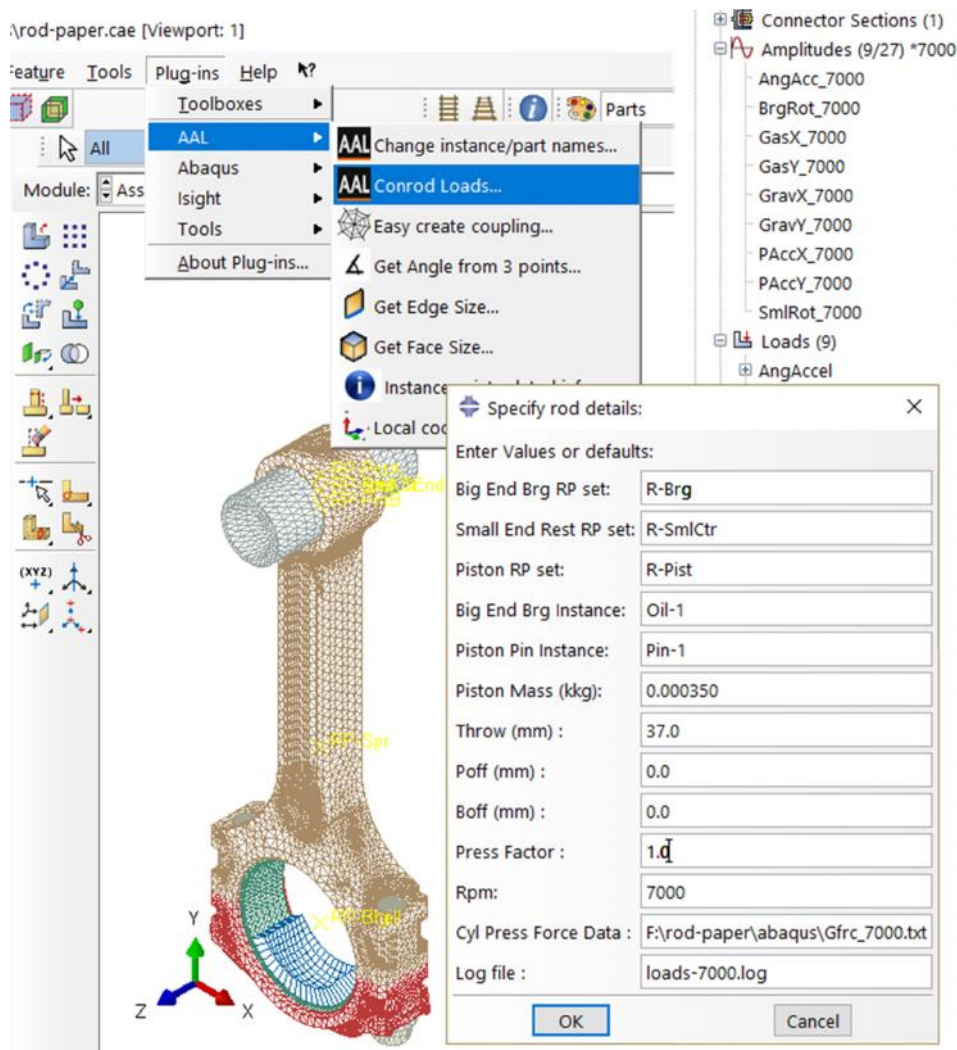 :\rod-paper.cae [Viewport: 1]
Feature Tools Plug-ins Help
Toolboxes
Parts
All
AAL
AAL Change instance/part names...
Module: Ass
Abaqus
AAL Conrod Loads...
Isight
Easy create coupling...
Tools
Get Angle from 3 points...
About Plug-ins...
Get Edge Size...
Get Face Size...
Instance
Local
(XYZ)
Connector Sections (1)
Amplitudes (9/27) *7000
AngAcc_7000
BrgRot_7000
GasX_7000
GasY_7000
GravX_7000
GravY_7000
PAccX_7000
PAccY_7000
SmlRot_7000
Loads (9)
AngAccel
Specify rod details:
Enter Values or defaults:
Big End Brg RP set: R-Brg
Small End Rest RP set: R-SmlCtr
Piston RP set: R-Pist
Big End Brg Instance: Oil-1
Piston Pin Instance: Pin-1
Piston Mass (kkg): 0.000350
Throw (mm) : 37.0
Poff (mm) : 0.0
Boff (mm) : 0.0
Press Factor : 1.0
Rpm: 7000
Cyl Press Force Data : F:\rod-paper\abaqus\Gfrc_7000.txt
Log file : loads-7000.log
OK Cancel
Y
Z X